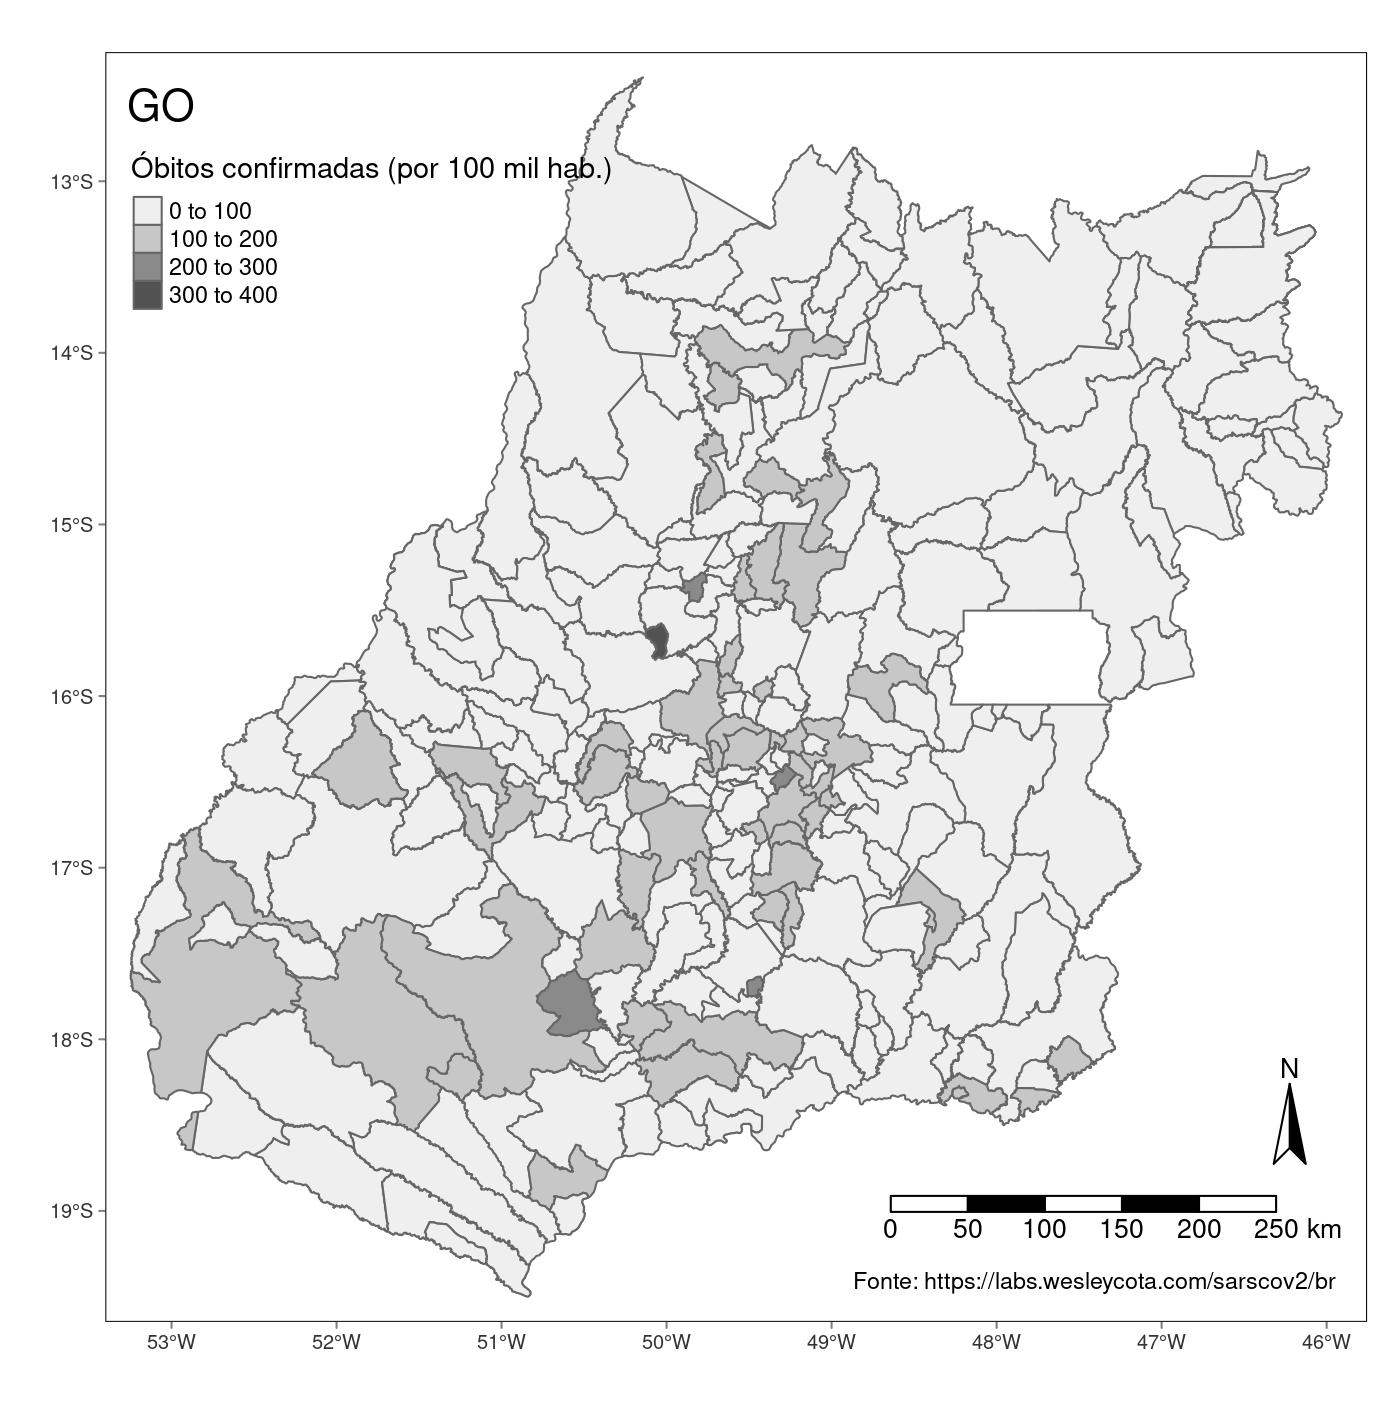 GO
Óbitos confirmadas (por 100 mil hab.)
0 to 100
100 to 200
200 to 300
300 to 400
13°S
14°S
15°S
16°S
17°S
18°S
19°S
N
0 50 100 150 200 250 km
Fonte: https://labs.wesleycota.com/sarscov2/br
53°W 52°W 51°W 50°W 49°W 48°W 47°W 46°W